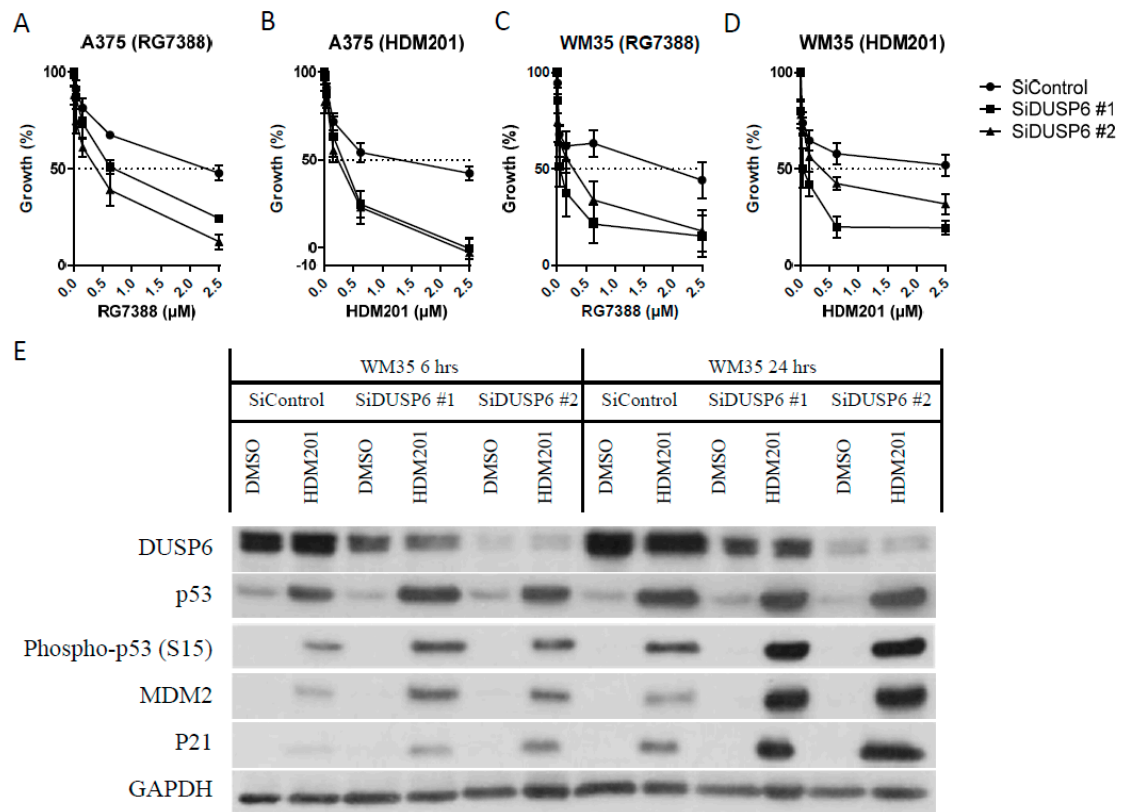 A
A375 (RG7388)
Growth (%)
100
50
0
0.0
0.5
1.0
1.5
2.0
2.5
RG7388 (µM)
B
A375 (HDM201)
Growth (%)
100
50
0
-10
0.0
0.5
1.0
1.5
2.0
2.5
HDM201 (µM)
C
WM35 (RG7388)
Growth (%)
100
50
0
0.0
0.5
1.0
1.5
2.0
2.5
RG7388 (µM)
D
WM35 (HDM201)
Growth (%)
100
50
0
0.0
0.5
1.0
1.5
2.0
2.5
HDM201 (µM)
SiControl
SiDUSP6 #1
SiDUSP6 #2
E
WM35 6 hrs WM35 24 hrs
SiControl SiDUSP6 #1 SiDUSP6 #2 SiControl SiDUSP6 #1 SiDUSP6 #2
DMSO HDM201 DMSO HDM201 DMSO HDM201 DMSO HDM201 DMSO HDM201 DMSO HDM201
DUSP6
p53
Phospho-p53 (S15)
MDM2
P21
GAPDH